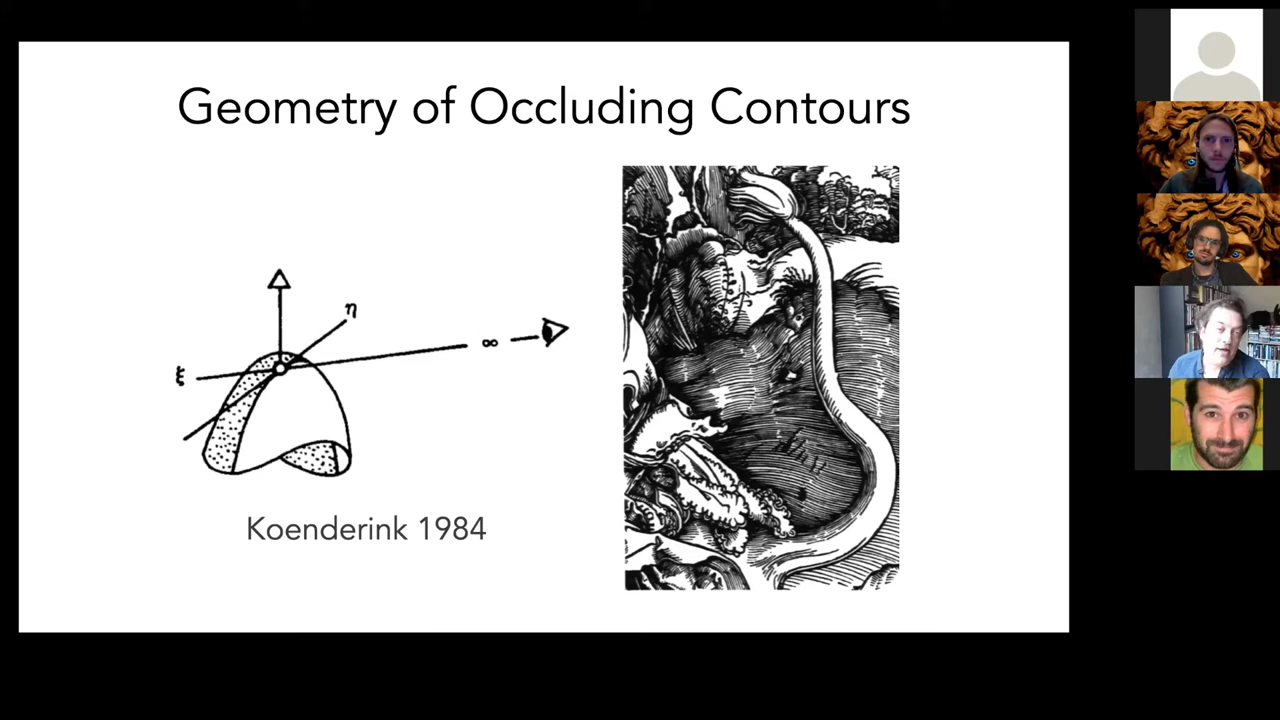 Geometry of Occluding Contours
η
ξ
∞
Koenderink 1984